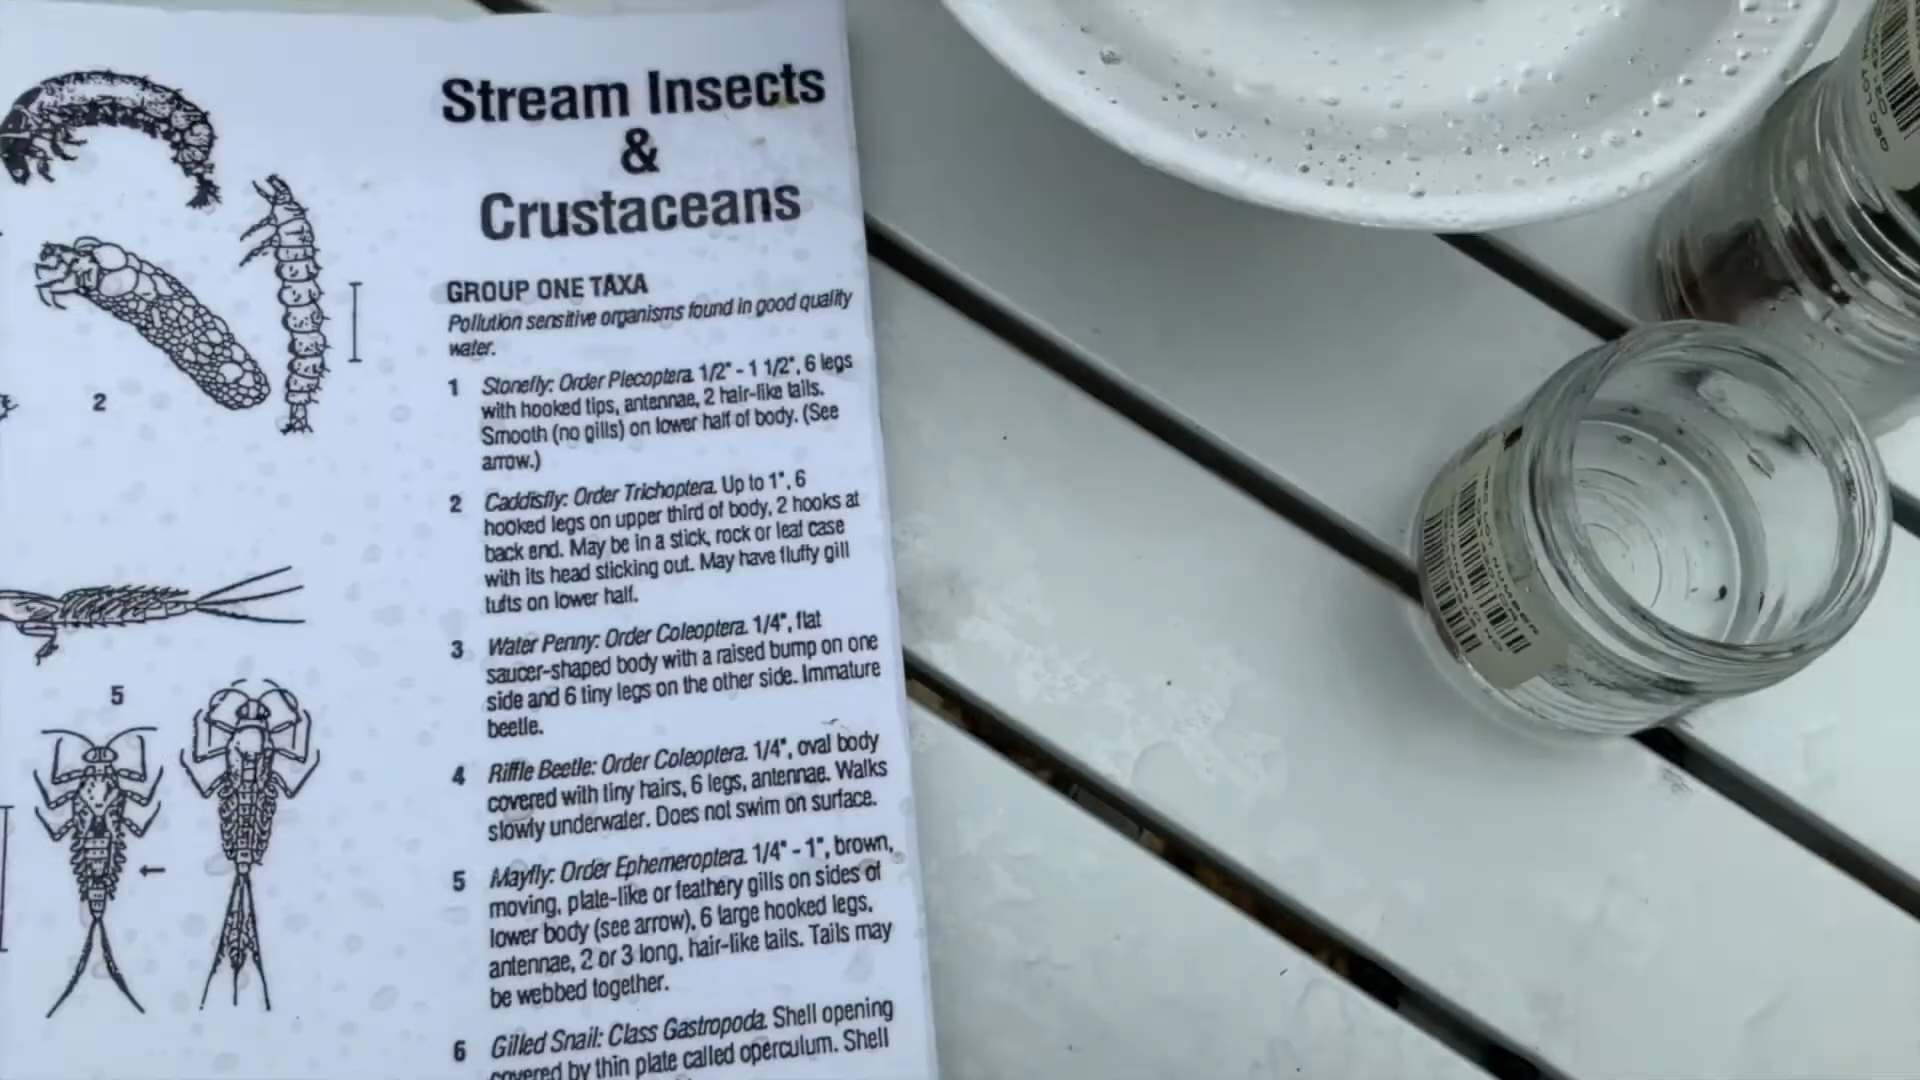 Stream Insects
&
Crustaceans
GROUP ONE TAXA
Pollution sensitive organisms found in good quality
water.
1 Stonefly: Order Plecoptera. 1/2" - 1 1/2", 6 legs
with hooked tips, antennae, 2 hair-like tails.
Smooth (no gills) on lower half of body. (See
arrow.)
2 Caddisfly: Order Trichoptera. Up to 1", 6
hooked legs on upper third of body, 2 hooks at
back end. May be in a stick, rock or leaf case
with its head sticking out. May have fluffy gill
tufts on lower half.
3 Water Penny: Order Coleoptera. 1/4", flat
saucer-shaped body with a raised bump on one
side and 6 tiny legs on the other side. Immature
beetle.
4 Riffle Beetle: Order Coleoptera. 1/4", oval body
covered with tiny hairs, 6 legs, antennae. Walks
slowly underwater. Does not swim on surface.
5 Mayfly: Order Ephemeroptera. 1/4" - 1", brown,
moving, plate-like or feathery gills on sides of
lower body (see arrow), 6 large hooked legs,
antennae, 2 or 3 long, hair-like tails. Tails may
be webbed together.
6 Gilled Snail: Class Gastropoda. Shell opening
covered by thin plate called operculum. Shell
2
5